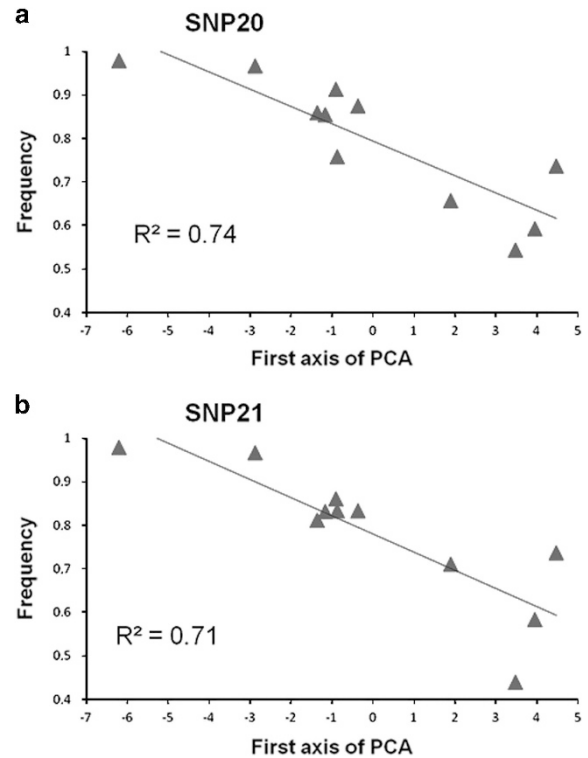 a
SNP20
1
0.9
0.8
0.7
0.6
0.5
0.4
Frequency
R² = 0.74
-7 -6 -5 -4 -3 -2 -1 0 1 2 3 4 5
First axis of PCA
b
SNP21
1
0.9
0.8
0.7
0.6
0.5
0.4
Frequency
R² = 0.71
-7 -6 -5 -4 -3 -2 -1 0 1 2 3 4 5
First axis of PCA